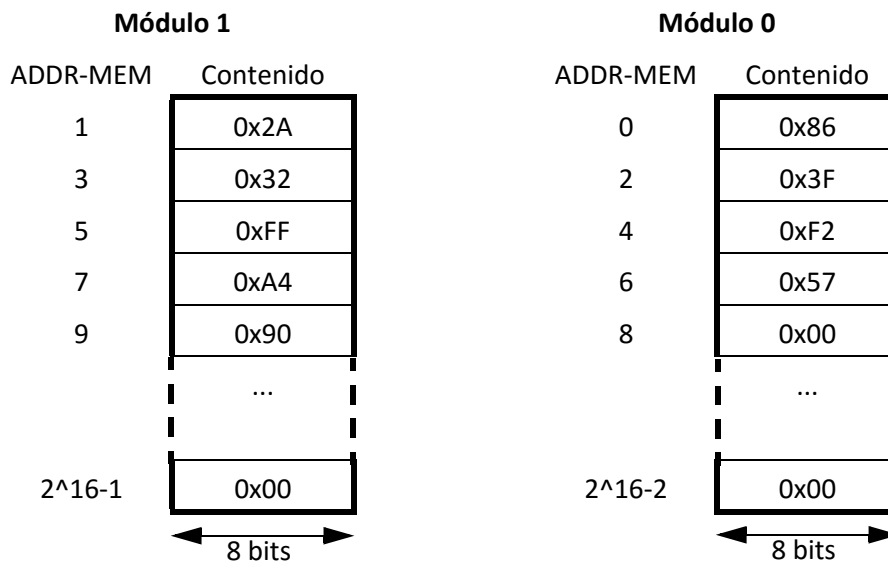 Módulo 1 Módulo 0
ADDR-MEM Contenido ADDR-MEM Contenido
1 0x2A 0 0x86
3 0x32 2 0x3F
5 0xFF 4 0xF2
7 0xA4 6 0x57
9 0x90 8 0x00
... ...
2^16-1 0x00 2^16-2 0x00
8 bits 8 bits